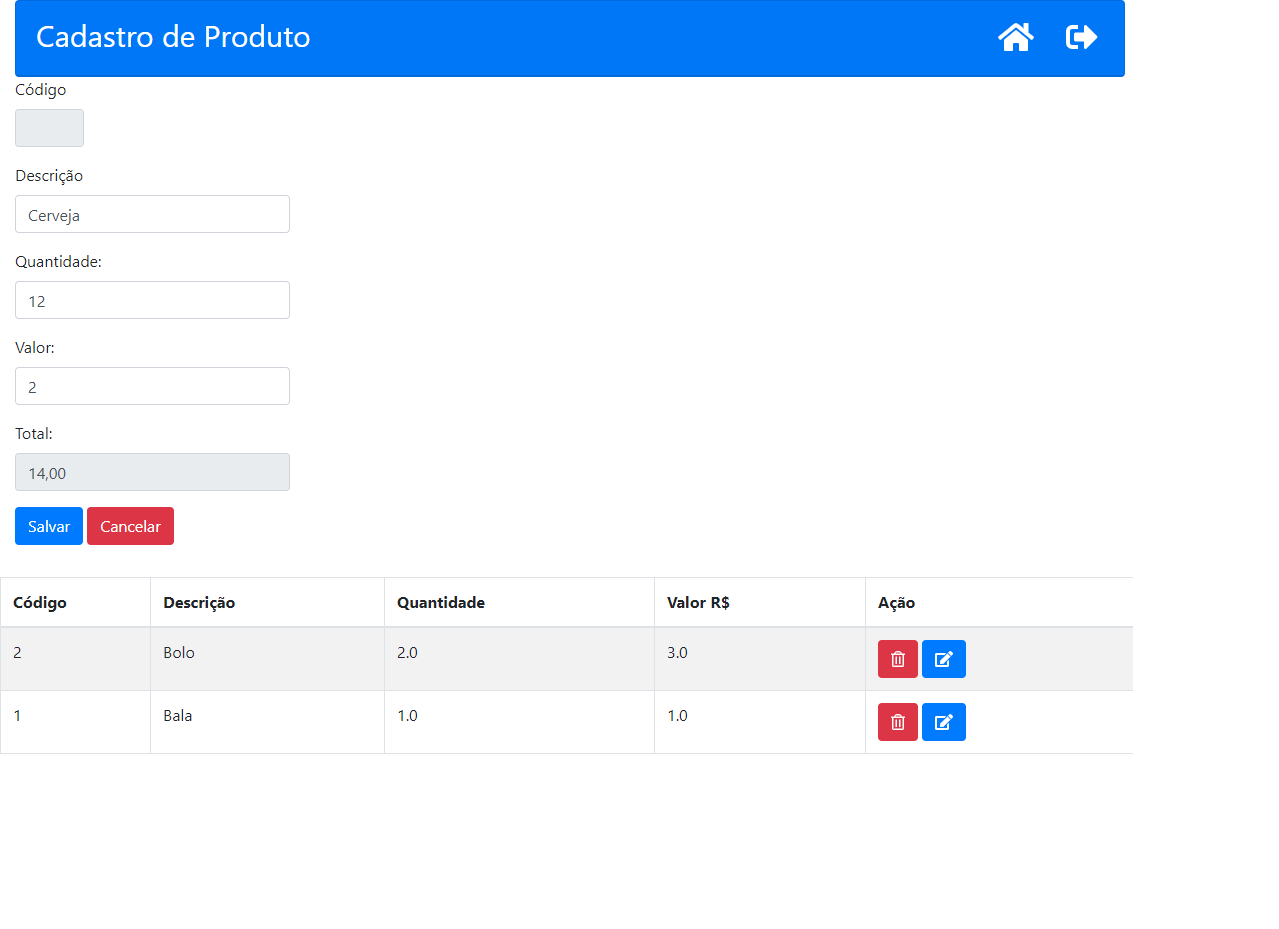 Cadastro de Produto
Código
Descrição
Cerveja
Quantidade:
12
Valor:
2
Total:
14,00
Salvar Cancelar
Código Descrição Quantidade Valor R$ Ação
2 Bolo 2.0 3.0
1 Bala 1.0 1.0